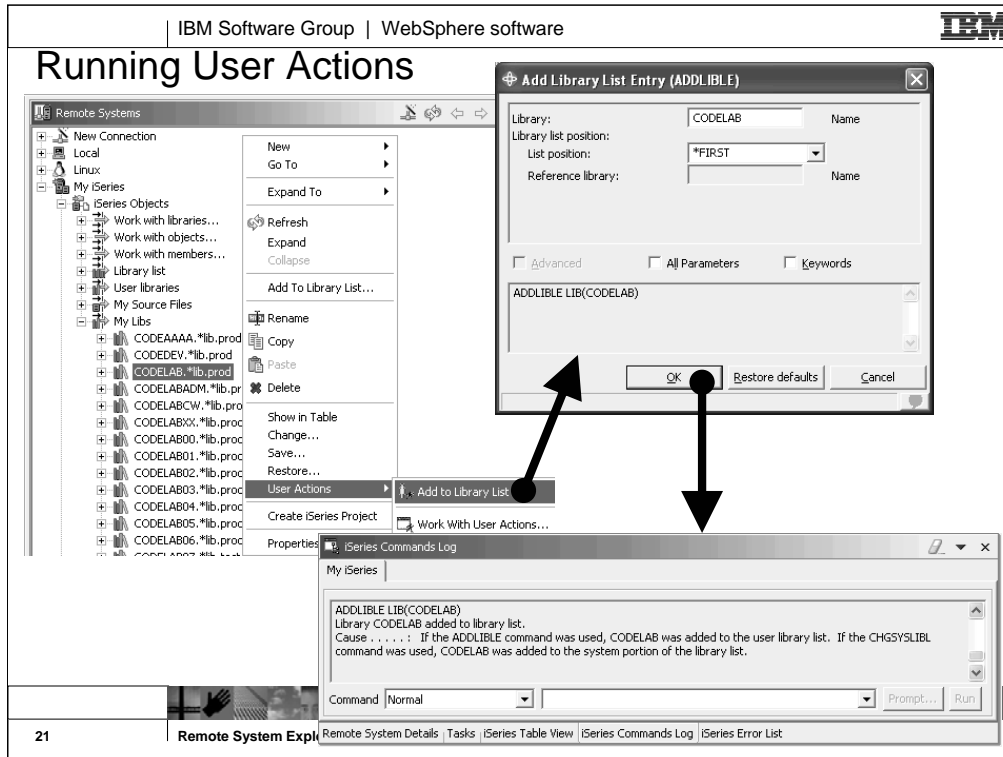 IBM Software Group | WebSphere software
IBM
Running User Actions
Remote Systems
New Connection
Local
Linux
My iSeries
iSeries Objects
Work with libraries...
Work with objects...
Work with members...
Library list
User libraries
My Source Files
My Libs
CODEAAAA.*lib.prod
CODEDEV.*lib.prod
CODELAB.*lib.prod
CODELABADM.*lib.pr
CODELABCW.*lib.pro
CODELABXX.*lib.proc
CODELAB00.*lib.proc
CODELAB01.*lib.proc
CODELAB02.*lib.proc
CODELAB03.*lib.proc
CODELAB04.*lib.proc
CODELAB05.*lib.proc
CODELAB06.*lib.proc
New
Go To
Expand To
Refresh
Expand
Collapse
Add To Library List...
Rename
Copy
Paste
Delete
Show in Table
Change...
Save...
Restore...
User Actions
Create iSeries Project
Properties
Add to Library List
Work With User Actions...
Add Library List Entry (ADDLIBLE)
Library: CODELAB Name
Library list position:
List position: *FIRST
Reference library: Name
Advanced All Parameters Keywords
ADDLIBLE LIB(CODELAB)
OK Restore defaults Cancel
iSeries Commands Log
My iSeries
ADDLIBLE LIB(CODELAB)
Library CODELAB added to library list.
Cause . . . . . : If the ADDLIBLE command was used, CODELAB was added to the user library list. If the CHGSYSLIBL
command was used, CODELAB was added to the system portion of the library list.
Command Normal Prompt... Run
Remote System Details Tasks iSeries Table View iSeries Commands Log iSeries Error List
21
Remote System Explo